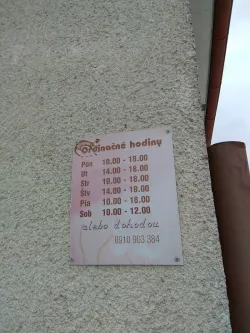 ordinačné hodiny
Pon 10.00 - 18.00
Ut 14.00 - 18.00
Str 10.00 - 18.00
Štv 14.00 - 18.00
Pia 10.00 - 18.00
Sob 10.00 - 12.00
alebo dohodou
0910 903 384